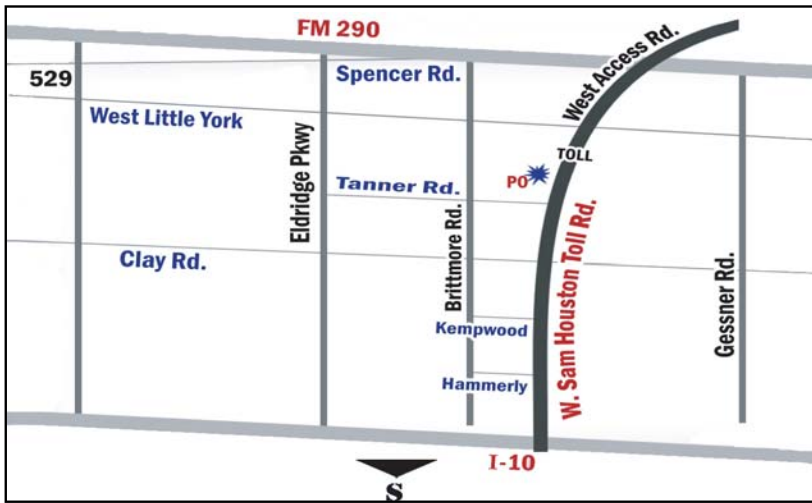 FM 290
West Access Rd.
Spencer Rd.
529
West Little York
TOLL
PO
Eldridge Pkwy
Tanner Rd.
Brittmore Rd.
W. Sam Houston Toll Rd.
Gessner Rd.
Clay Rd.
Kempwood
Hammerly
I-10
S